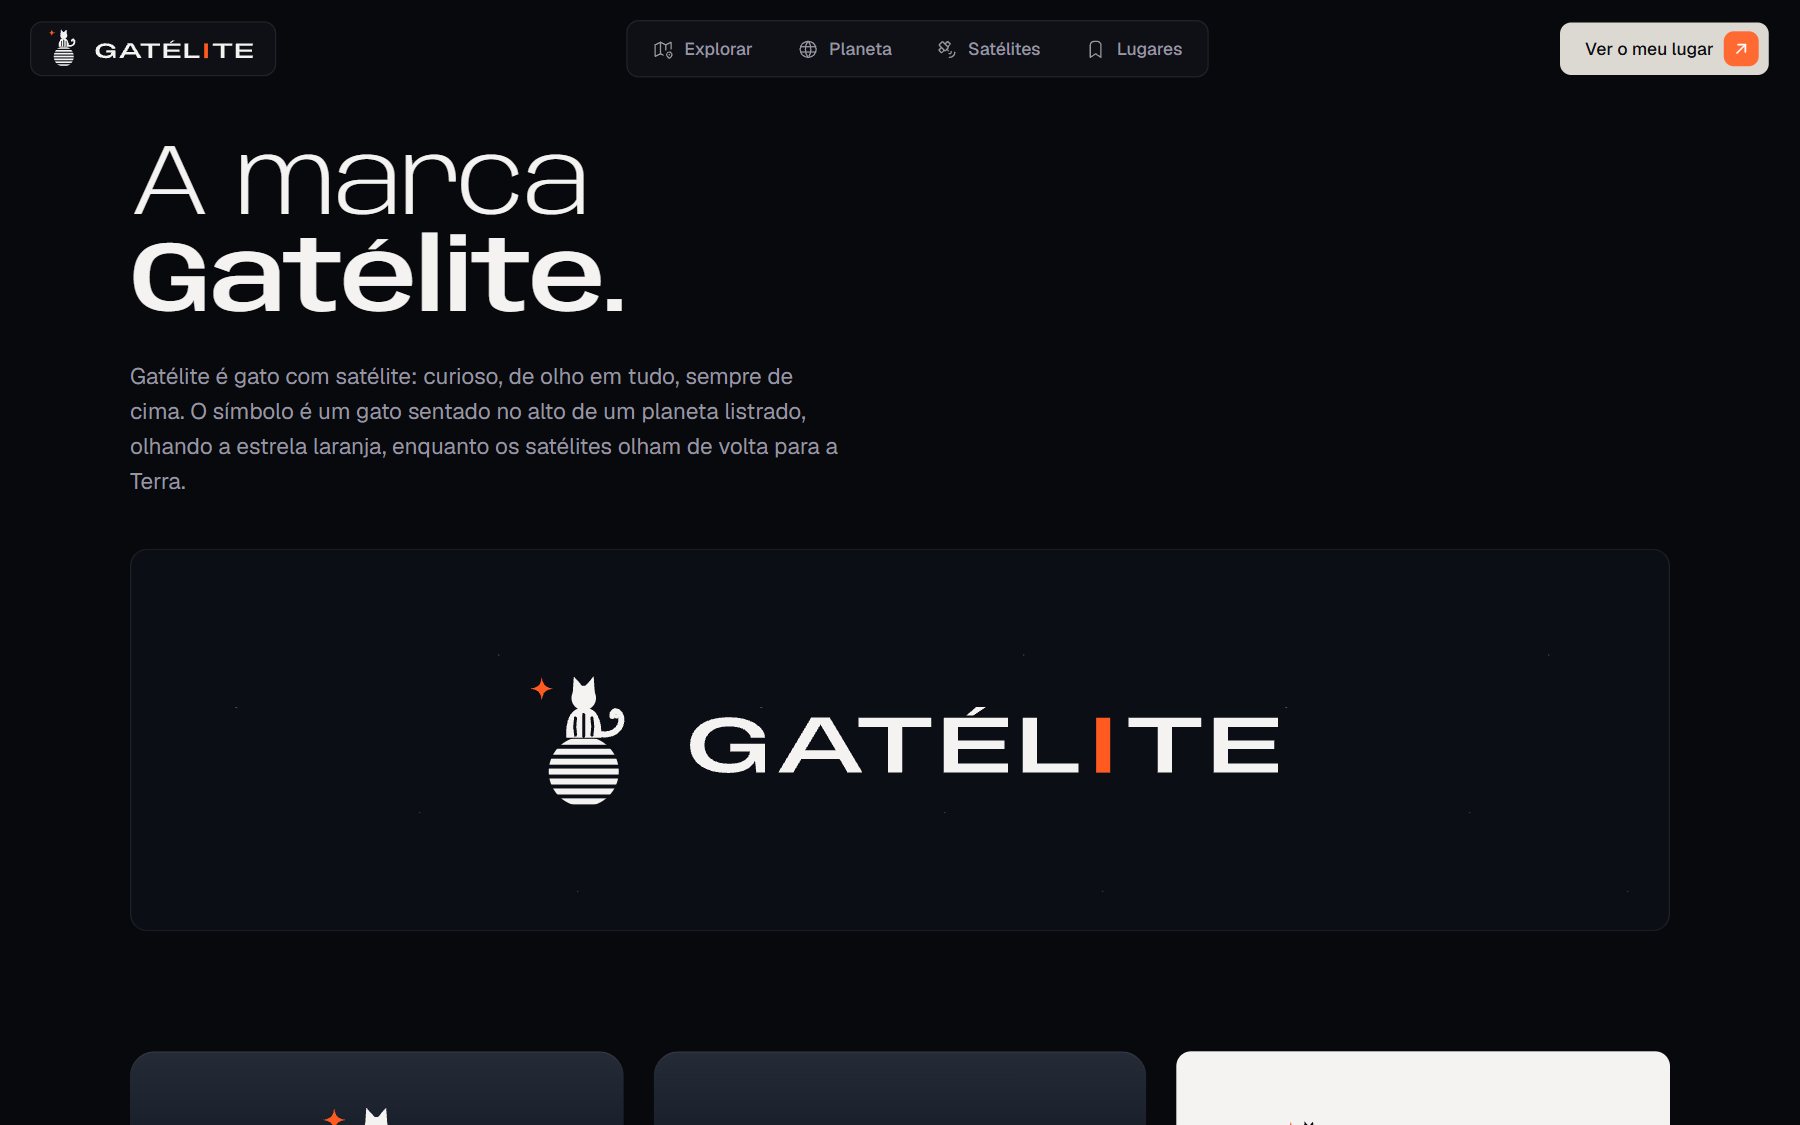 GATÉLITE
Explorar
Planeta
Satélites
Lugares
Ver o meu lugar
A marca
Gatélite.
Gatélite é gato com satélite: curioso, de olho em tudo, sempre de
cima. O símbolo é um gato sentado no alto de um planeta listrado,
olhando a estrela laranja, enquanto os satélites olham de volta para a
Terra.
GATÉLITE